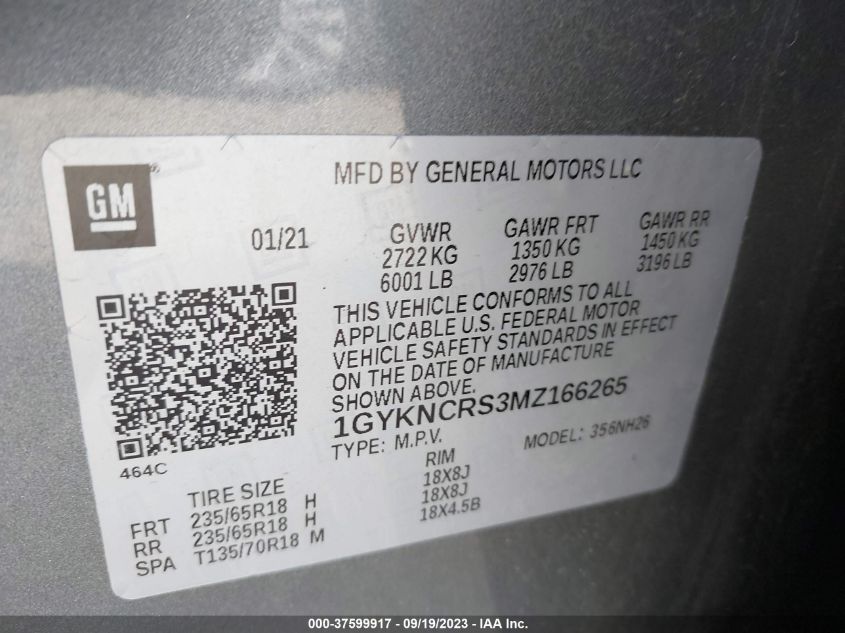 GM ®
MFD BY GENERAL MOTORS LLC
01/21
GVWR GAWR FRT GAWR RR
2722 KG 1350 KG 1450 KG
6001 LB 2976 LB 3196 LB
THIS VEHICLE CONFORMS TO ALL
APPLICABLE U.S. FEDERAL MOTOR
VEHICLE SAFETY STANDARDS IN EFFECT
ON THE DATE OF MANUFACTURE
SHOWN ABOVE.
1GYKNCRS3MZ166265
TYPE: M.P.V. MODEL: 356NH26
464C
TIRE SIZE RIM
FRT 235/65R18 H 18X8J
RR 235/65R18 H 18X8J
SPA T135/70R18 M 18X4.5B
000-37599917 - 09/19/2023 - IAA Inc.